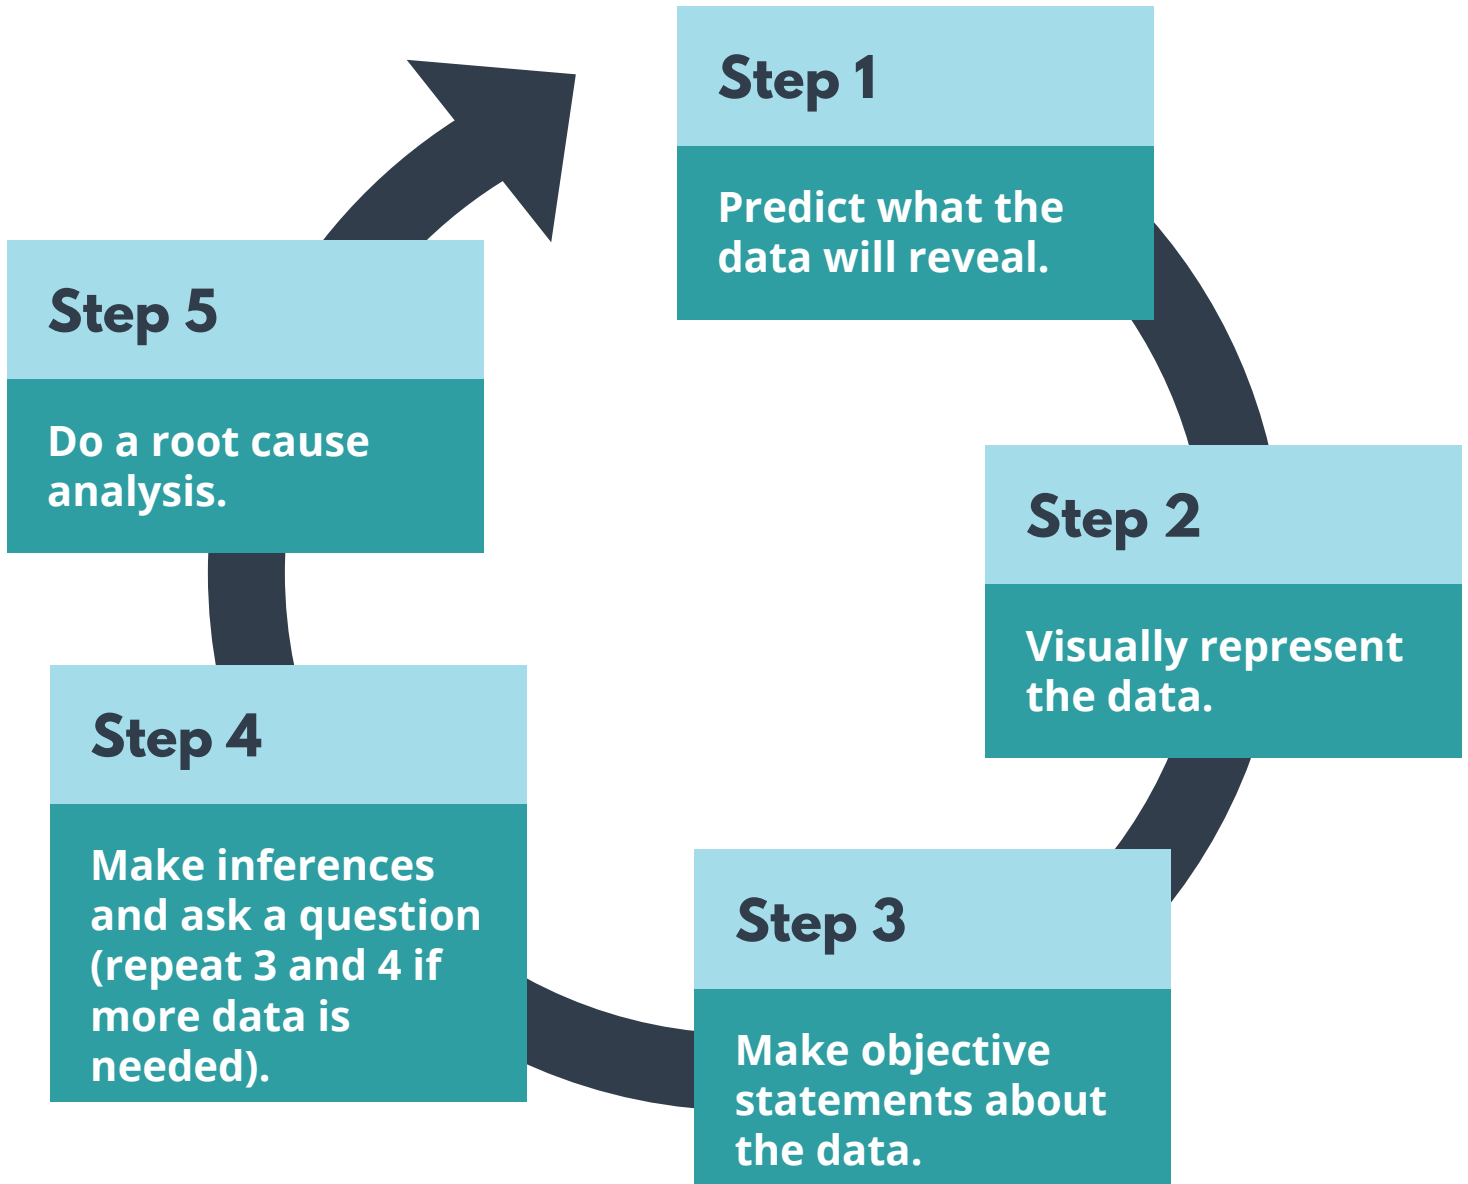 Step 1
Predict what the
data will reveal.
Step 2
Visually represent
the data.
Step 3
Make objective
statements about
the data.
Step 4
Make inferences
and ask a question
(repeat 3 and 4 if
more data is
needed).
Step 5
Do a root cause
analysis.